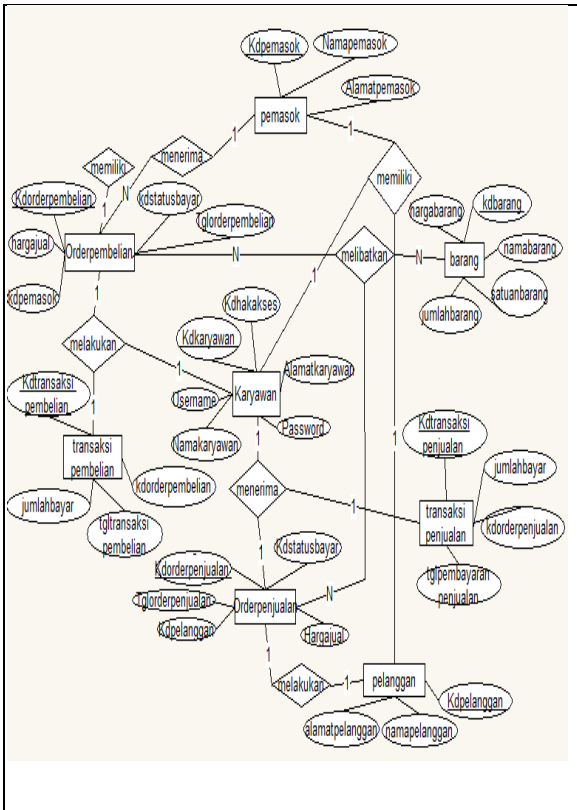 Kdpemasok
Namapemasok
Alamatpemasok
pemasok
1
1
menerima
memiliki
memiliki
N
1
Kdorderpembelian
kdstatusbayar
tglorderpembelian
hargajual
Orderpembelian
kdpemasok
N
melibatkan
N
hargabarang
kdbarang
namabarang
barang
satuanbarang
jumlahbarang
1
1
melakukan
1
Kdhakakses
Kdkaryawan
Alamatkaryawan
Karyawan
Username
Namakaryawan
Password
Kdtransaksi
pembelian
1
transaksi
pembelian
kdorderpembelian
jumlahbayar
tgltransaksi
pembelian
1
menerima
1
1
Kdtransaksi
penjualan
jumlahbayar
transaksi
penjualan
kdorderpenjualan
tglpembayaran
penjualan
1
Kdstatusbayar
Kdorderpenjualan
Tglorderpenjualan
Orderpenjualan
N
Kdpelanggan
Hargajual
1
melakukan
1
pelanggan
Kdpelanggan
alamatpelanggan
namapelanggan